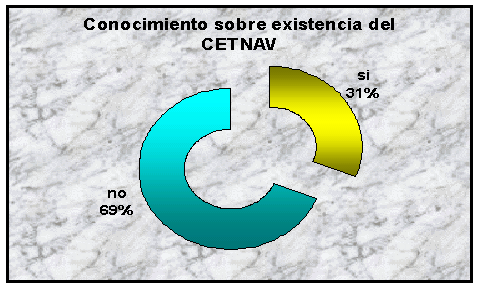 Conocimiento sobre existencia del
CETNAV
si
31%
no
69%